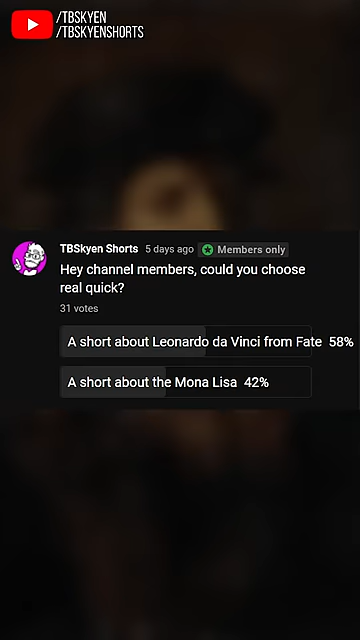 /TBSKYEN
/TBSKYENSHORTS
TBSkyen Shorts 5 days ago Members only
Hey channel members, could you choose
real quick?
31 votes
A short about Leonardo da Vinci from Fate 58%
A short about the Mona Lisa 42%